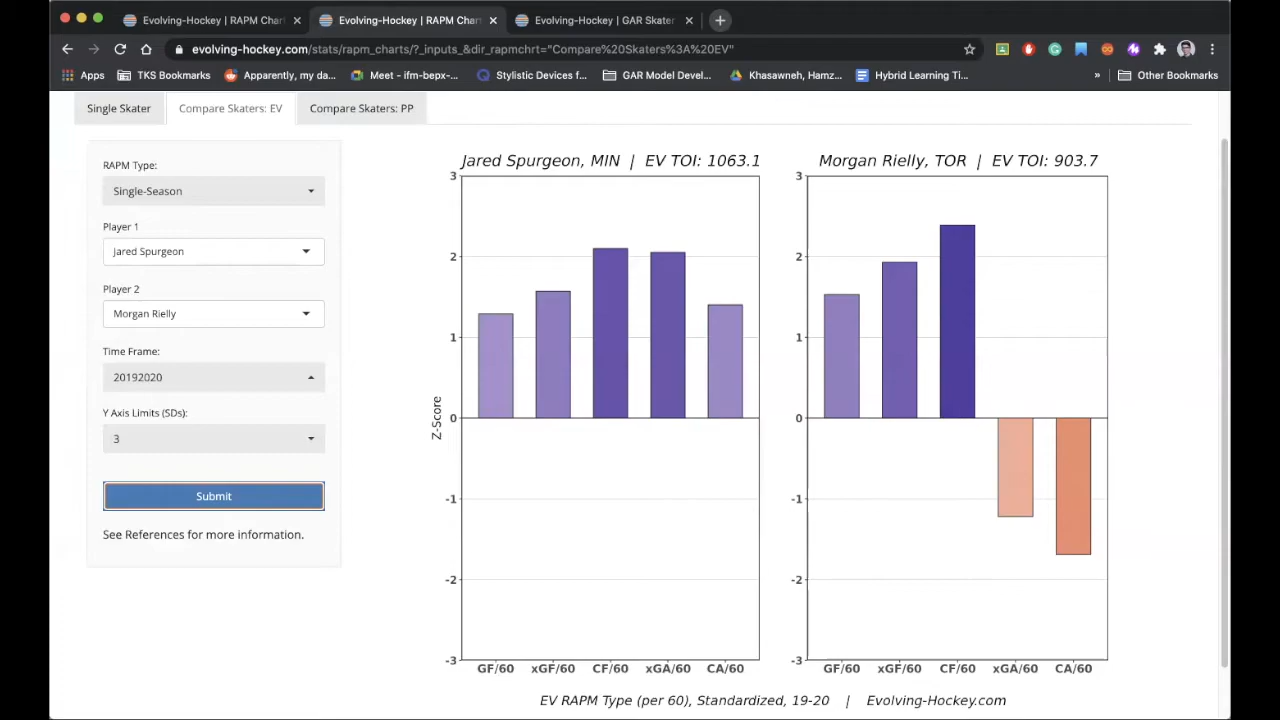 Evolving-Hockey | RAPM Chart
Evolving-Hockey | RAPM Chart
Evolving-Hockey | GAR Skater
evolving-hockey.com/stats/rapm_charts/?_inputs_&dir_rapmchrt="Compare%20Skaters%3A%20EV"
Apps
TKS Bookmarks
Apparently, my da...
Meet - ifm-bepx-...
Stylistic Devices f...
GAR Model Devel...
Khasawneh, Hamz...
Hybrid Learning Ti...
»
Other Bookmarks
Single Skater
Compare Skaters: EV
Compare Skaters: PP
RAPM Type:
Single-Season
Player 1
Jared Spurgeon
Player 2
Morgan Rielly
Time Frame:
20192020
Y Axis Limits (SDs):
3
Submit
See References for more information.
Jared Spurgeon, MIN | EV TOI: 1063.1
Morgan Rielly, TOR | EV TOI: 903.7
Z-Score
3
2
1
0
-1
-2
-3
3
2
1
0
-1
-2
-3
GF/60 xGF/60 CF/60 xGA/60 CA/60
GF/60 xGF/60 CF/60 xGA/60 CA/60
EV RAPM Type (per 60), Standardized, 19-20 | Evolving-Hockey.com